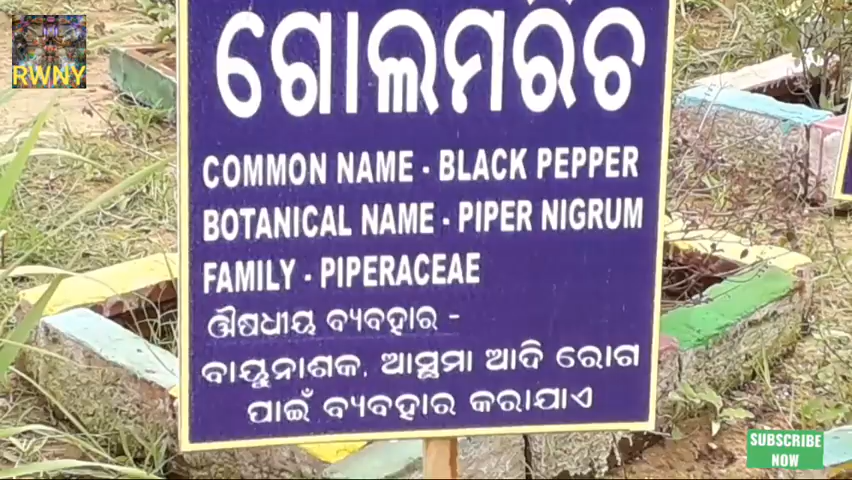 RWNY
ଗୋଲମରିଚ
COMMON NAME - BLACK PEPPER
BOTANICAL NAME - PIPER NIGRUM
FAMILY - PIPERACEAE
ଔଷଧୀୟ ବ୍ୟବହାର -
ବାୟୁନାଶକ, ଆସ୍ଥମା ଆଦି ରୋଗ
ପାଇଁ ବ୍ୟବହାର କରାଯାଏ
SUBSCRIBE
NOW